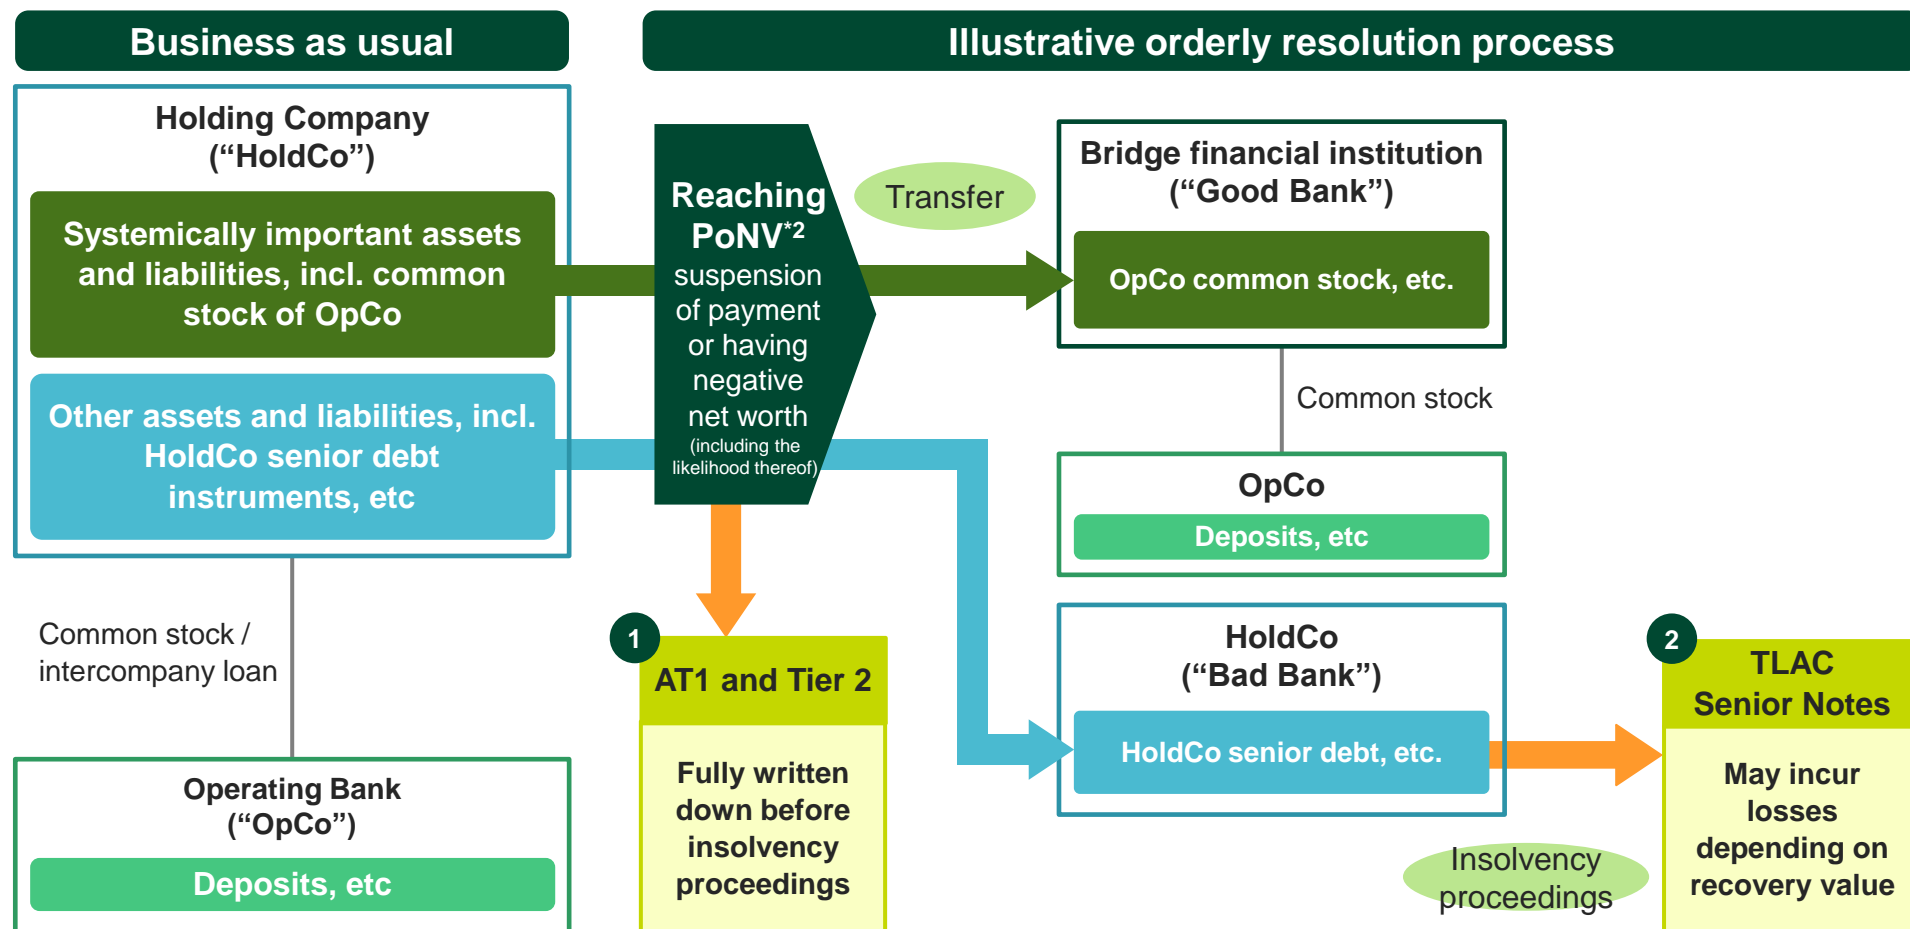 Business as usual
Illustrative orderly resolution process
Holding Company
(“HoldCo”)
Systemically important assets
and liabilities, incl. common
stock of OpCo
Other assets and liabilities, incl.
HoldCo senior debt
instruments, etc
Common stock /
intercompany loan
Operating Bank
(“OpCo”)
Deposits, etc
Reaching
PoNV*2
suspension
of payment
or having
negative
net worth
(including the
likelihood thereof)
Transfer
Bridge financial institution
(“Good Bank”)
OpCo common stock, etc.
Common stock
OpCo
Deposits, etc
1
AT1 and Tier 2
Fully written
down before
insolvency
proceedings
HoldCo
(“Bad Bank”)
HoldCo senior debt, etc.
Insolvency
proceedings
2
TLAC
Senior Notes
May incur
losses
depending on
recovery value